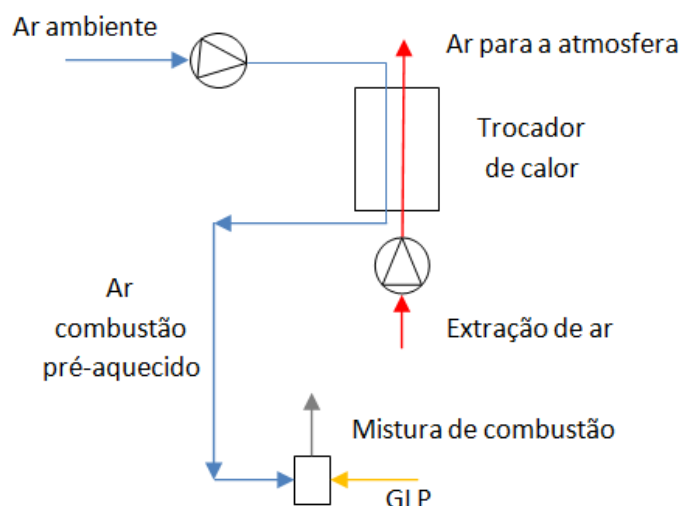 Ar ambiente
Ar para a atmosfera
Trocador
de calor
Ar
combustão
pré-aquecido
Extração de ar
Mistura de combustão
GLP